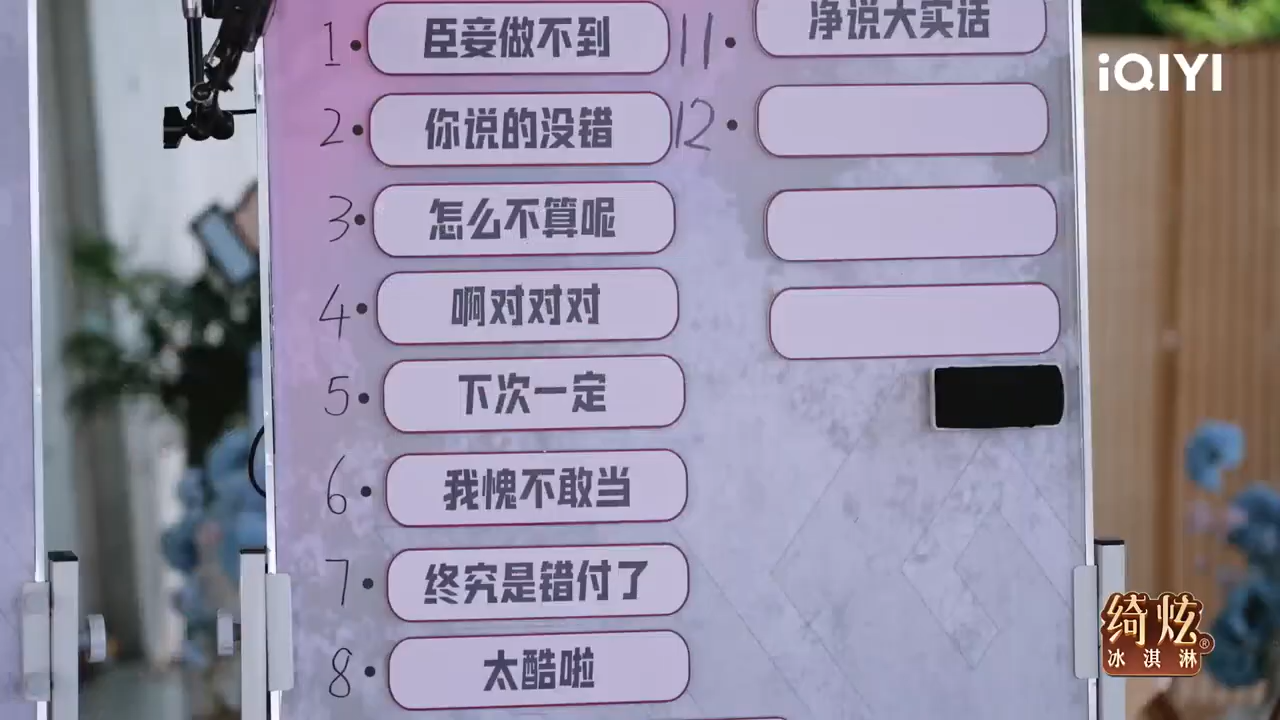 1• 臣妾做不到
2• 你说的没错
3• 怎么不算呢
4• 啊对对对
5• 下次一定
6• 我愧不敢当
7• 终究是错付了
8• 太酷啦
11• 净说大实话
12•
iQIYI
绮炫®
冰淇淋